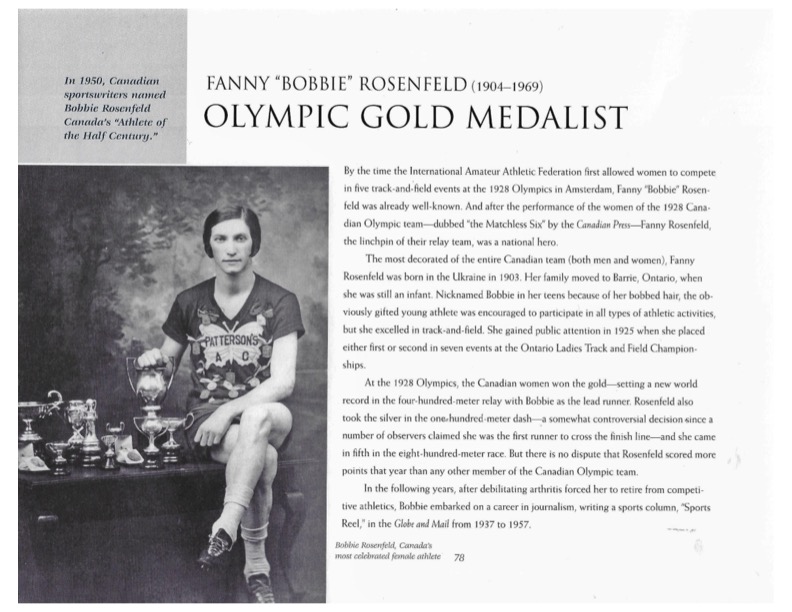 In 1950, Canadian
sportswriters named
Bobbie Rosenfeld
Canada's "Athlete of
the Half Century."
FANNY "BOBBIE" ROSENFELD (1904–1969)
OLYMPIC GOLD MEDALIST
By the time the International Amateur Athletic Federation first allowed women to compete
in five track-and-field events at the 1928 Olympics in Amsterdam, Fanny "Bobbie" Rosen-
feld was already well-known. And after the performance of the women of the 1928 Cana-
dian Olympic team—dubbed "the Matchless Six" by the Canadian Press—Fanny Rosenfeld,
the linchpin of their relay team, was a national hero.
The most decorated of the entire Canadian team (both men and women), Fanny
Rosenfeld was born in the Ukraine in 1903. Her family moved to Barrie, Ontario, when
she was still an infant. Nicknamed Bobbie in her teens because of her bobbed hair, the ob-
viously gifted young athlete was encouraged to participate in all types of athletic activities,
but she excelled in track-and-field. She gained public attention in 1925 when she placed
either first or second in seven events at the Ontario Ladies Track and Field Champion-
ships.
At the 1928 Olympics, the Canadian women won the gold—setting a new world
record in the four-hundred-meter relay with Bobbie as the lead runner. Rosenfeld also
took the silver in the one-hundred-meter dash—a somewhat controversial decision since a
number of observers claimed she was the first runner to cross the finish line—and she came
in fifth in the eight-hundred-meter race. But there is no dispute that Rosenfeld scored more
points that year than any other member of the Canadian Olympic team.
In the following years, after debilitating arthritis forced her to retire from competi-
tive athletics, Bobbie embarked on a career in journalism, writing a sports column, "Sports
Reel," in the Globe and Mail from 1937 to 1957.
PATTERSON'S
A C
Bobbie Rosenfeld, Canada's
most celebrated female athlete 78